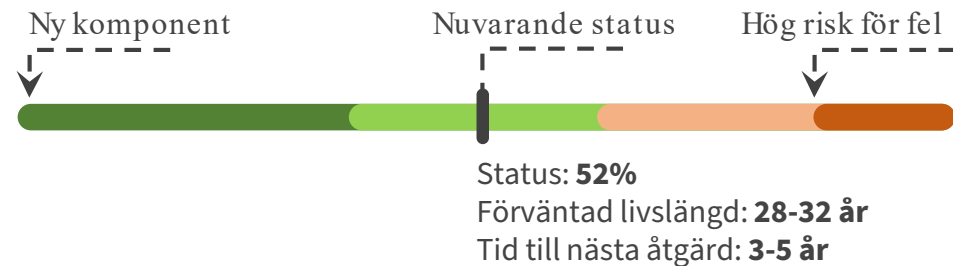 Ny komponent
Nuvarande status
Hög risk för fel
Status: 52%
Förväntad livslängd: 28-32 år
Tid till nästa åtgärd: 3-5 år